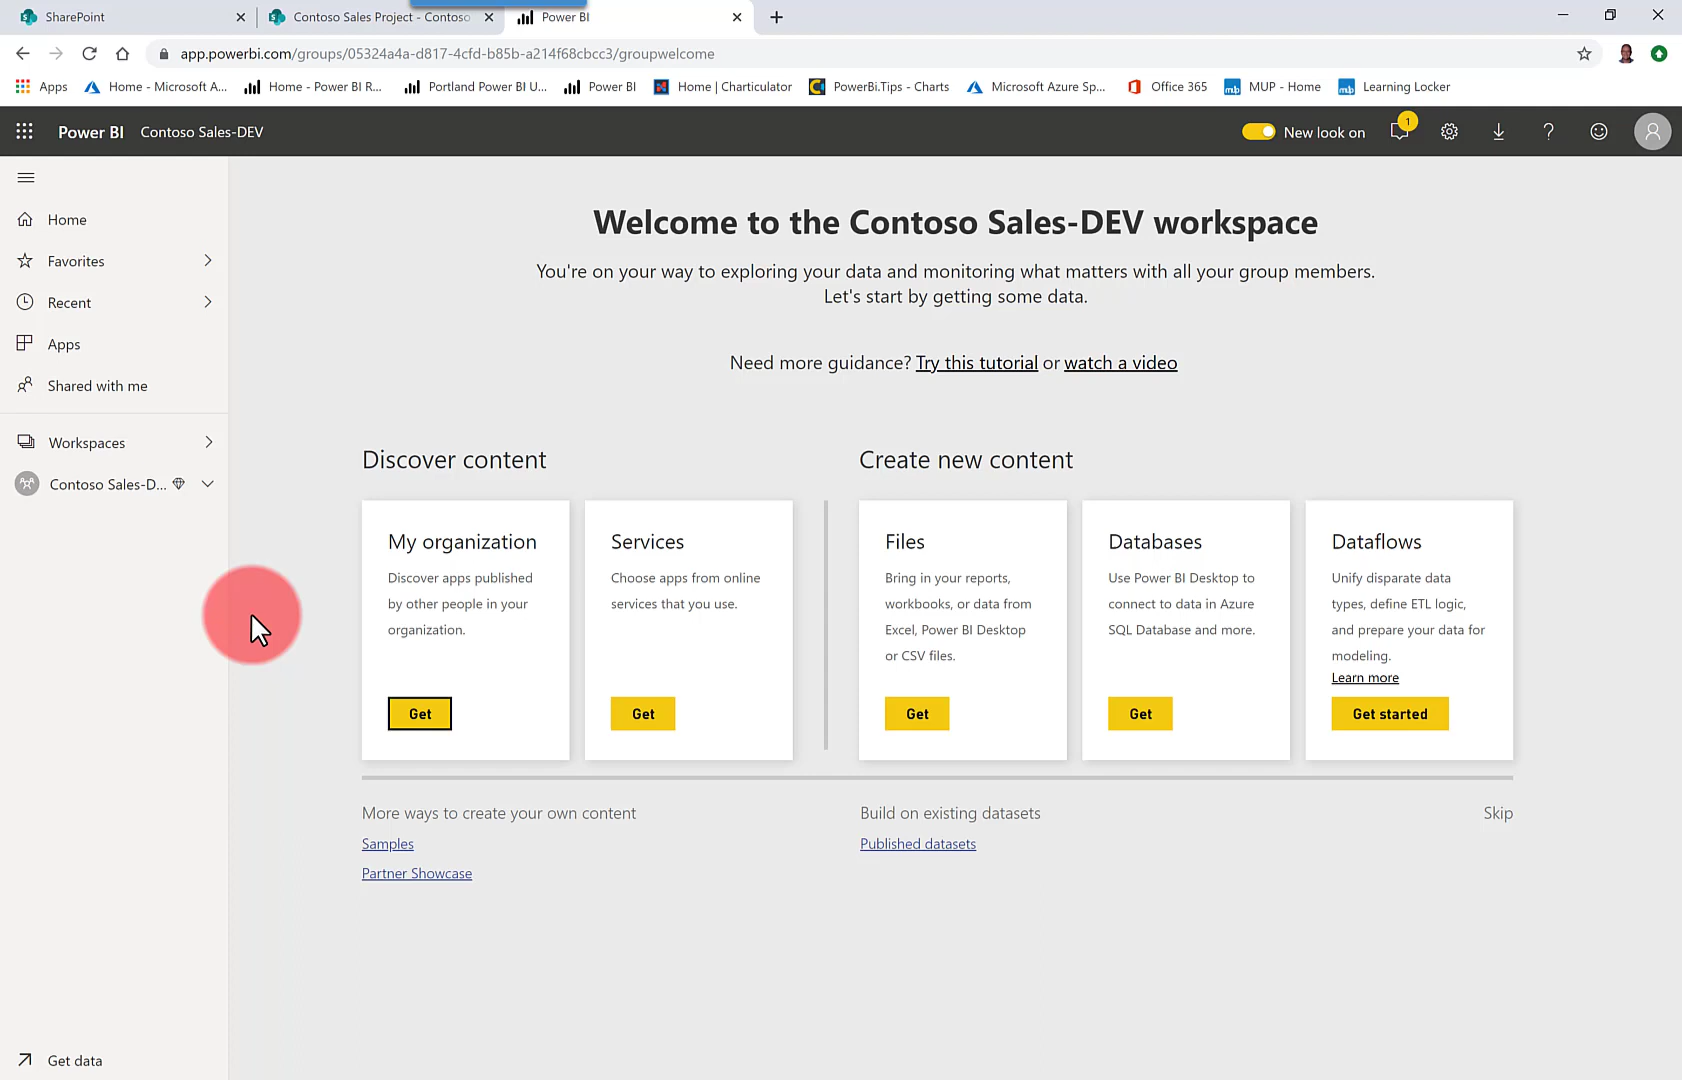 SharePoint
Contoso Sales Project - Contoso
Power BI
app.powerbi.com/groups/05324a4a-d817-4cfd-b85b-a214f68cbcc3/groupwelcome
Apps
Home - Microsoft A...
Home - Power BI R...
Portland Power BI U...
Power BI
Home | Charticulator
PowerBi.Tips - Charts
Microsoft Azure Sp...
Office 365
MUP - Home
Learning Locker
Power BI
Contoso Sales-DEV
New look on
1
Home
Favorites
Recent
Apps
Shared with me
Workspaces
Contoso Sales-D...
Get data
Welcome to the Contoso Sales-DEV workspace
You're on your way to exploring your data and monitoring what matters with all your group members.
Let's start by getting some data.
Need more guidance? Try this tutorial or watch a video
Discover content
My organization
Discover apps published
by other people in your
organization.
Get
Services
Choose apps from online
services that you use.
Get
Create new content
Files
Bring in your reports,
workbooks, or data from
Excel, Power BI Desktop
or CSV files.
Get
Databases
Use Power BI Desktop to
connect to data in Azure
SQL Database and more.
Get
Dataflows
Unify disparate data
types, define ETL logic,
and prepare your data for
modeling.
Learn more
Get started
More ways to create your own content
Samples
Partner Showcase
Build on existing datasets
Published datasets
Skip